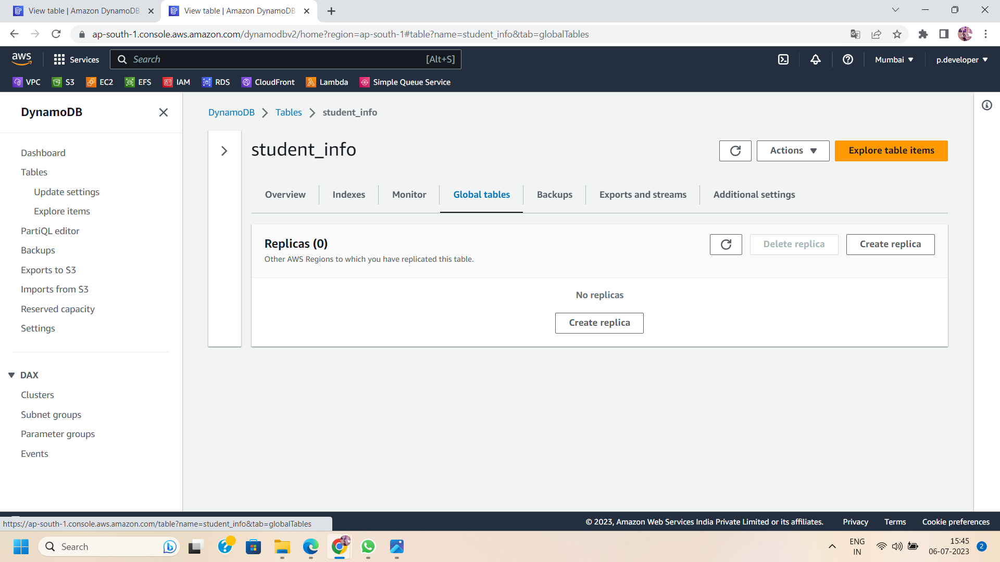 View table | Amazon DynamoDB
View table | Amazon DynamoDB
ap-south-1.console.aws.amazon.com/dynamodbv2/home?region=ap-south-1#table?name=student_info&tab=globalTables
aws
Services
Search
[Alt+S]
Mumbai
p.developer
VPC
S3
EC2
EFS
IAM
RDS
CloudFront
Lambda
Simple Queue Service
DynamoDB
Dashboard
Tables
Update settings
Explore items
PartiQL editor
Backups
Exports to S3
Imports from S3
Reserved capacity
Settings
DAX
Clusters
Subnet groups
Parameter groups
Events
DynamoDB
Tables
student_info
student_info
Actions
Explore table items
Overview
Indexes
Monitor
Global tables
Backups
Exports and streams
Additional settings
Replicas (0)
Other AWS Regions to which you have replicated this table.
Delete replica
Create replica
No replicas
Create replica
https://ap-south-1.console.aws.amazon.com/table?name=student_info&tab=globalTables
© 2023, Amazon Web Services India Private Limited or its affiliates.
Privacy
Terms
Cookie preferences
Search
ENG
IN
15:45
06-07-2023
2